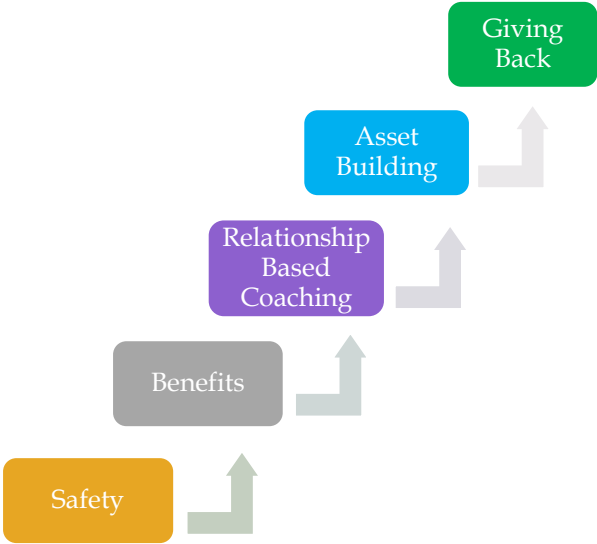 Giving
Back
Asset
Building
Relationship
Based
Coaching
Benefits
Safety